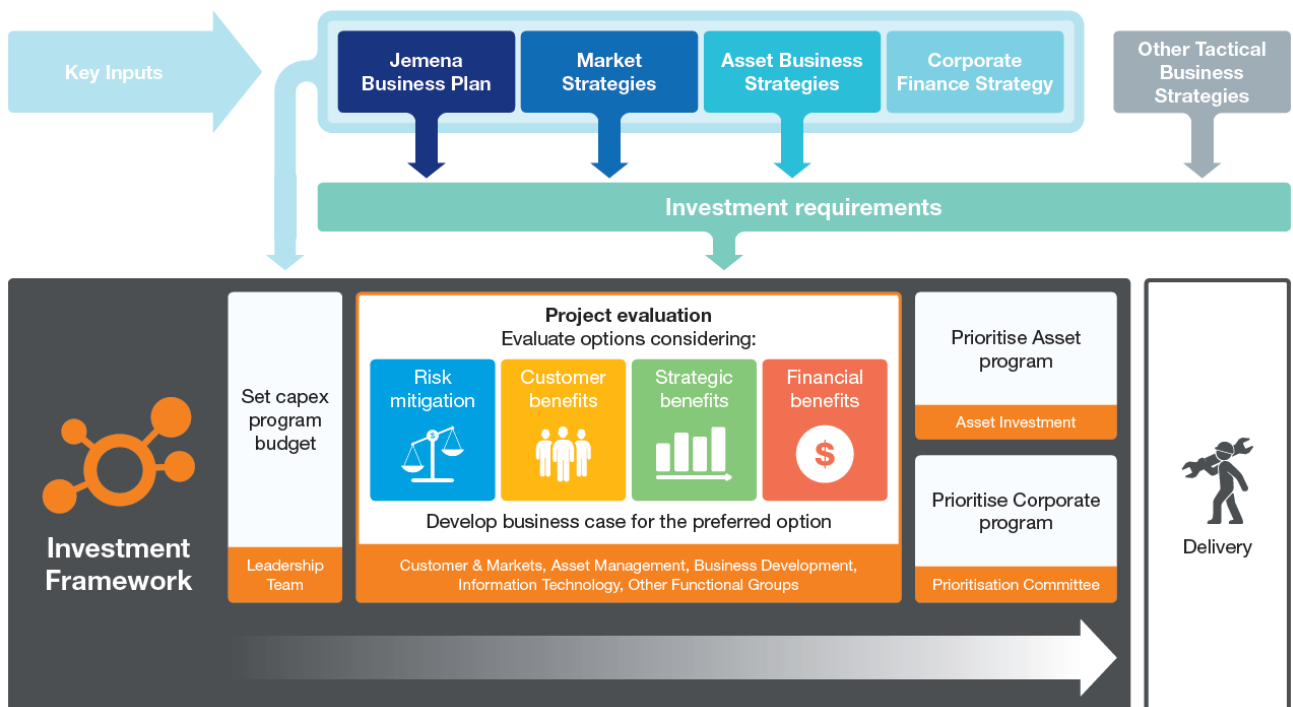 Key Inputs
Jemena
Business Plan
Market
Strategies
Asset Business
Strategies
Corporate
Finance Strategy
Other Tactical
Business
Strategies
Investment requirements
Investment
Framework
Set capex
program
budget
Leadership
Team
Project evaluation
Evaluate options considering:
Risk
mitigation
$
Customer
benefits
Strategic
benefits
Financial
benefits
$
Develop business case for the preferred option
Customer & Markets, Asset Management, Business Development,
Information Technology, Other Functional Groups
Prioritise Asset
program
Asset Investment
Prioritise Corporate
program
Prioritisation Committee
Delivery